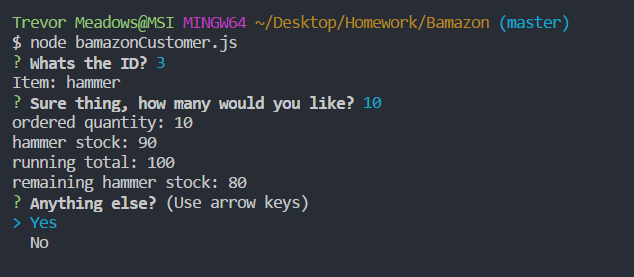 Trevor Meadows@MSI MINGW64 ~/Desktop/Homework/Bamazon (master)
$ node bamazonCustomer.js
? Whats the ID? 3
Item: hammer
? Sure thing, how many would you like? 10
ordered quantity: 10
hammer stock: 90
running total: 100
remaining hammer stock: 80
? Anything else? (Use arrow keys)
> Yes
  No